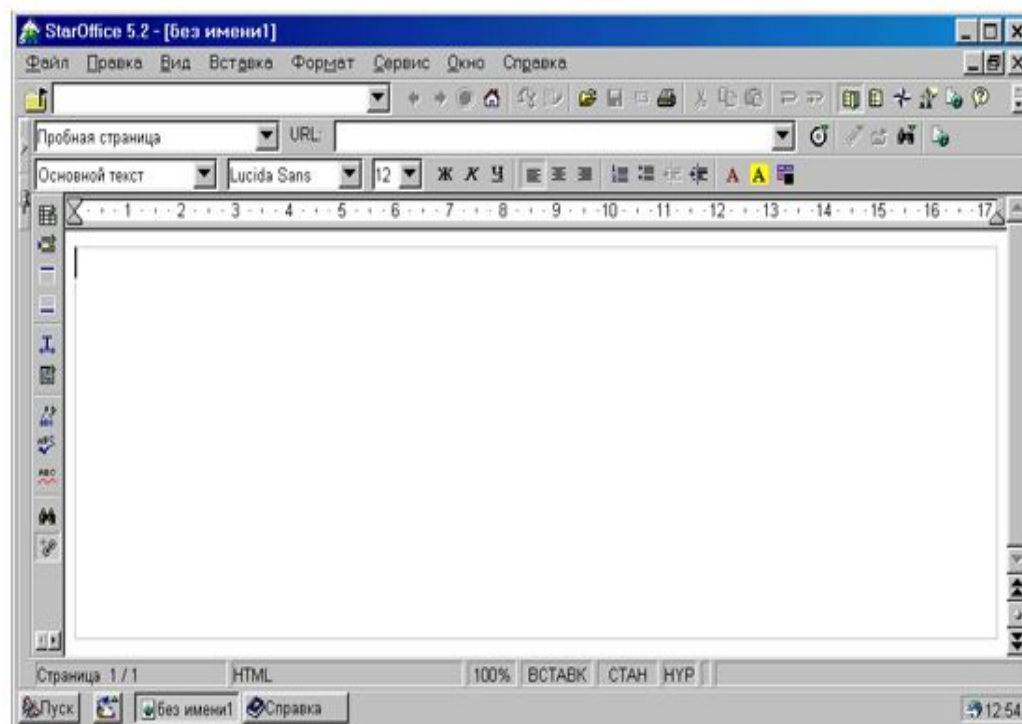 StarOffice 5.2 - [без имени1]
Файл Правка Вид Вставка Формат Сервис Окно Справка
Пробная страница URL:
Основной текст Lucida Sans 12 Ж К Ч A A
1 2 3 4 5 6 7 8 9 10 11 12 13 14 15 16 17
ABC
Страница 1 / 1 HTML 100% ВСТАВК СТАН HYP
Пуск без имени1 Справка 12:54